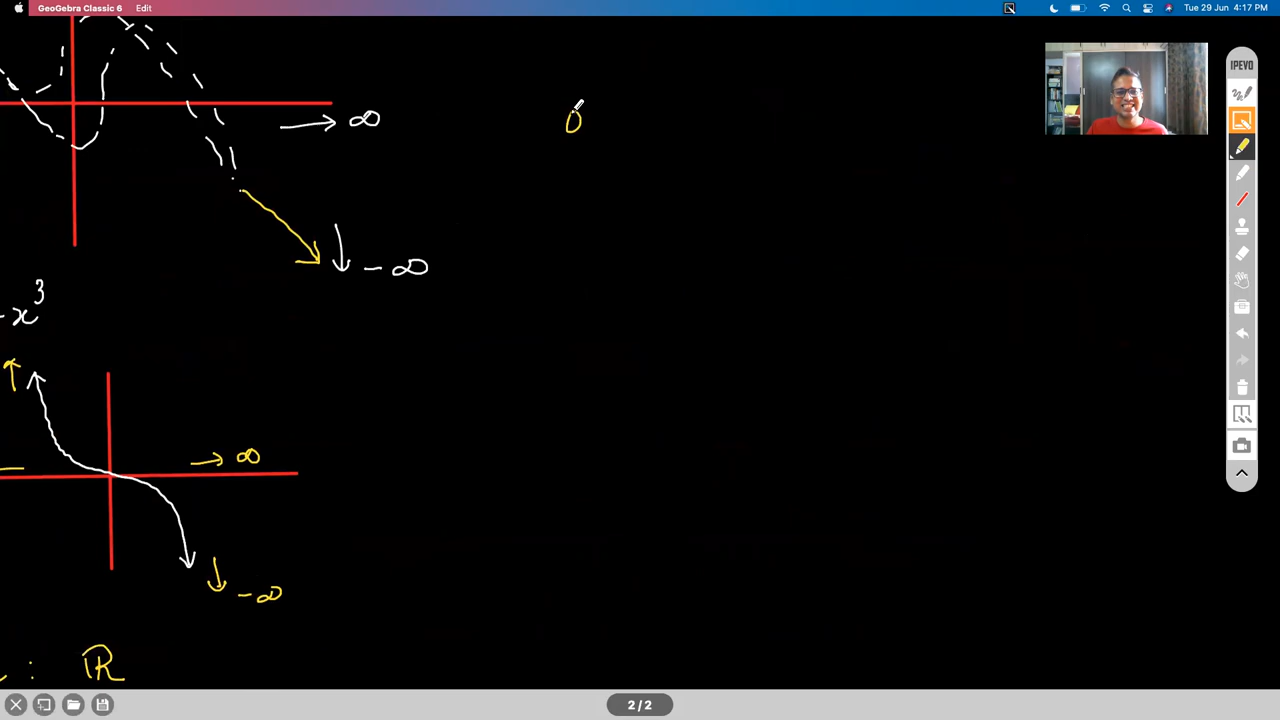 GeoGebra Classic 6 Edit
Tue 29 Jun 4:17 PM
IPEVO
0
→ ∞
↓ - ∞
- x³
→ ∞
↓ - ∞
: ℝ
2 / 2